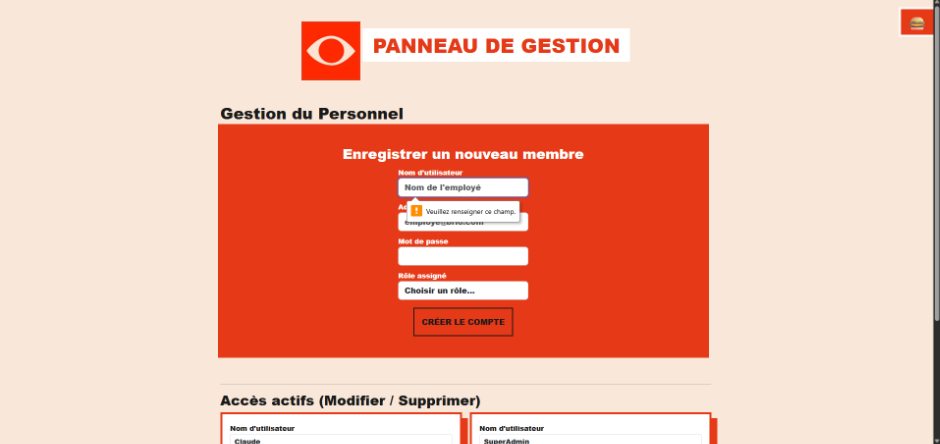 PANNEAU DE GESTION
Gestion du Personnel
Enregistrer un nouveau membre
Nom d'utilisateur
Nom de l'employé
Veuillez renseigner ce champ.
Mot de passe
Rôle assigné
Choisir un rôle...
CRÉER LE COMPTE
Accès actifs (Modifier / Supprimer)
Nom d'utilisateur
Claude
Nom d'utilisateur
SuperAdmin